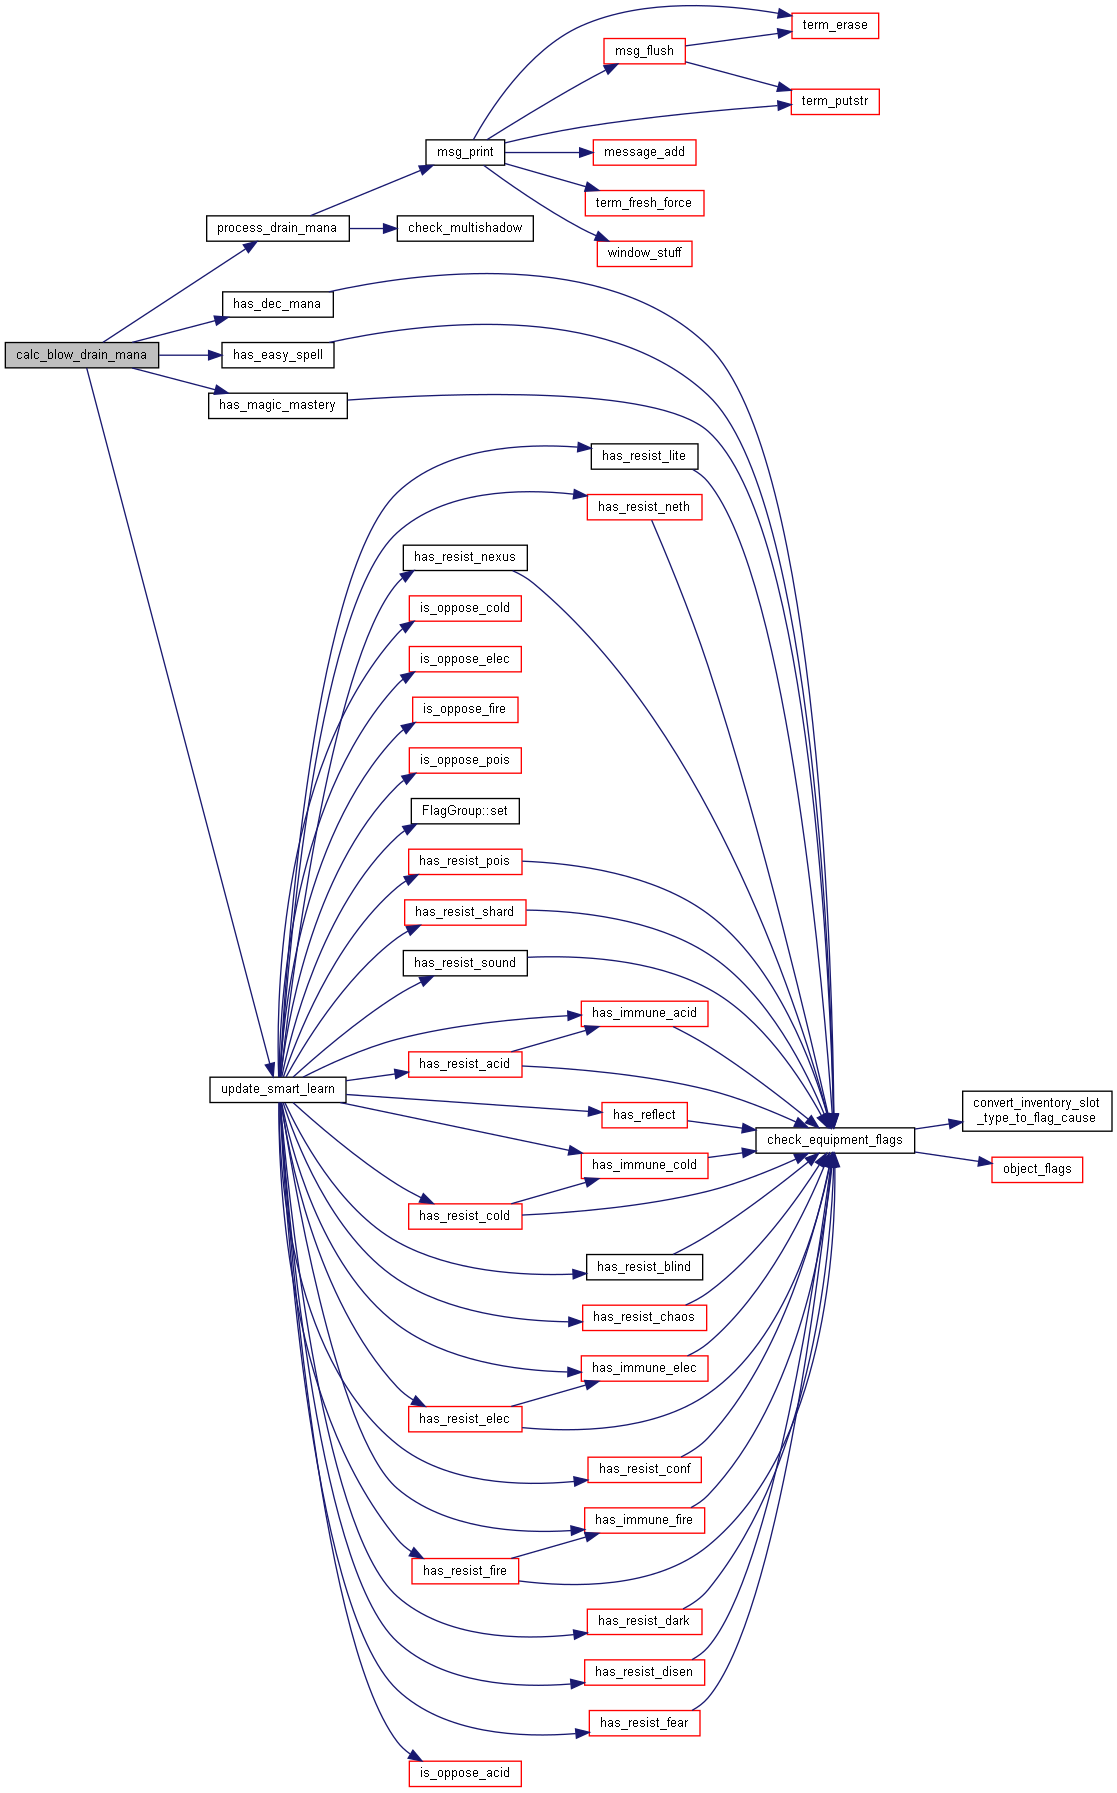 term_erase
msg_flush
term_putstr
msg_print
message_add
term_fresh_force
process_drain_mana
check_multishadow
window_stuff
has_dec_mana
calc_blow_drain_mana
has_easy_spell
has_magic_mastery
has_resist_lite
has_resist_neth
has_resist_nexus
is_oppose_cold
is_oppose_elec
is_oppose_fire
is_oppose_pois
FlagGroup::set
has_resist_pois
has_resist_shard
has_resist_sound
has_immune_acid
has_resist_acid
update_smart_learn
has_reflect
convert_inventory_slot
_type_to_flag_cause
check_equipment_flags
has_immune_cold
object_flags
has_resist_cold
has_resist_blind
has_resist_chaos
has_immune_elec
has_resist_elec
has_resist_conf
has_immune_fire
has_resist_fire
has_resist_dark
has_resist_disen
has_resist_fear
is_oppose_acid